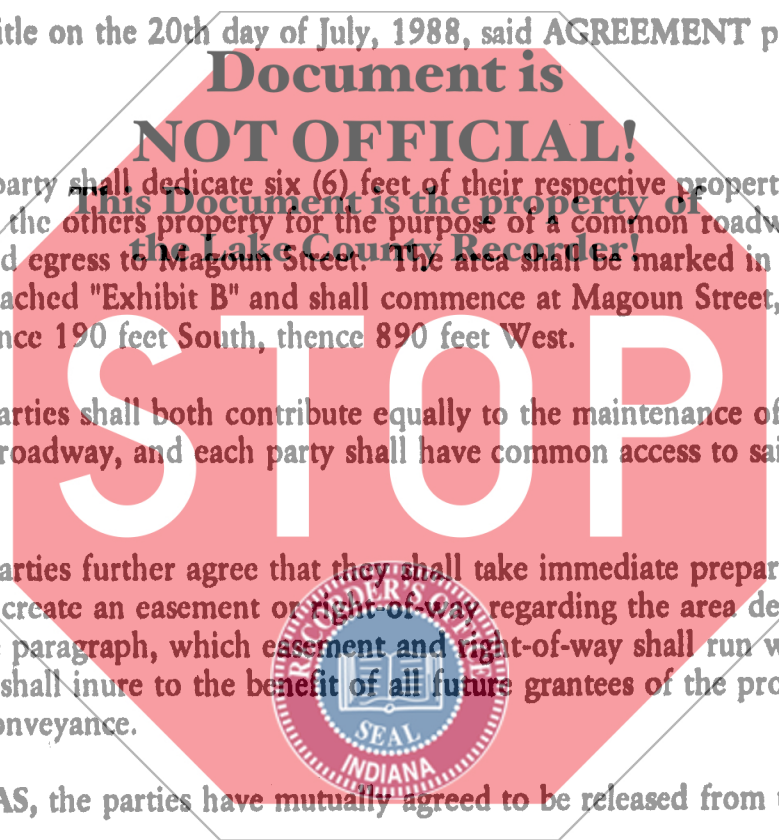 itle on the 20th day of July, 1988, said AGREEMENT p
Document is
NOT OFFICIAL!
party shall dedicate six (6) feet of their respective propert
This Document is the property of
the others property for the purpose of a common roadw
the Lake County Recorder!
d egress to Magoun Street. The area shall be marked in
ached "Exhibit B" and shall commence at Magoun Street,
nce 190 feet South, thence 890 feet West.
STOP
arties shall both contribute equally to the maintenance of
roadway, and each party shall have common access to sai
arties further agree that they shall take immediate prepar
create an easement or right-of-way regarding the area de
paragraph, which easement and right-of-way shall run w
shall inure to the benefit of all future grantees of the pro
onveyance.
RECORDER'S OFFICE
SEAL
INDIANA
AS, the parties have mutually agreed to be released from